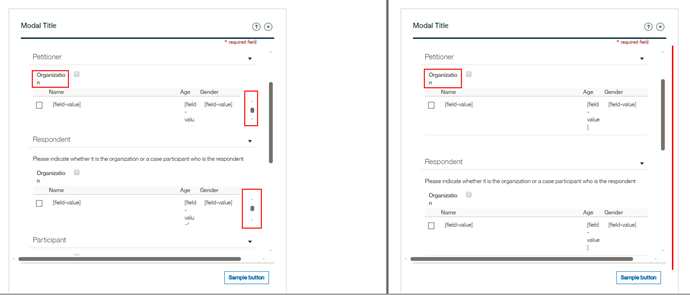 Modal Title
?
* required field
Petitioner
Organizatio
n
Name Age Gender
[field-value] [field [field-value]
-
valu
Respondent
Please indicate whether it is the organization or a case participant who is the respondent
Organizatio
n
Name Age Gender
[field-value] [field [field-value]
-
valu
Participant
Sample button
Modal Title
?
* required field
Petitioner
Organizatio
n
Name Age Gender
[field-value] [field [field-value]
-
value
]
Respondent
Please indicate whether it is the organization or a case participant who is the respondent
Organizatio
n
Name Age Gender
[field-value] [field [field-value]
-
value
]
Sample button